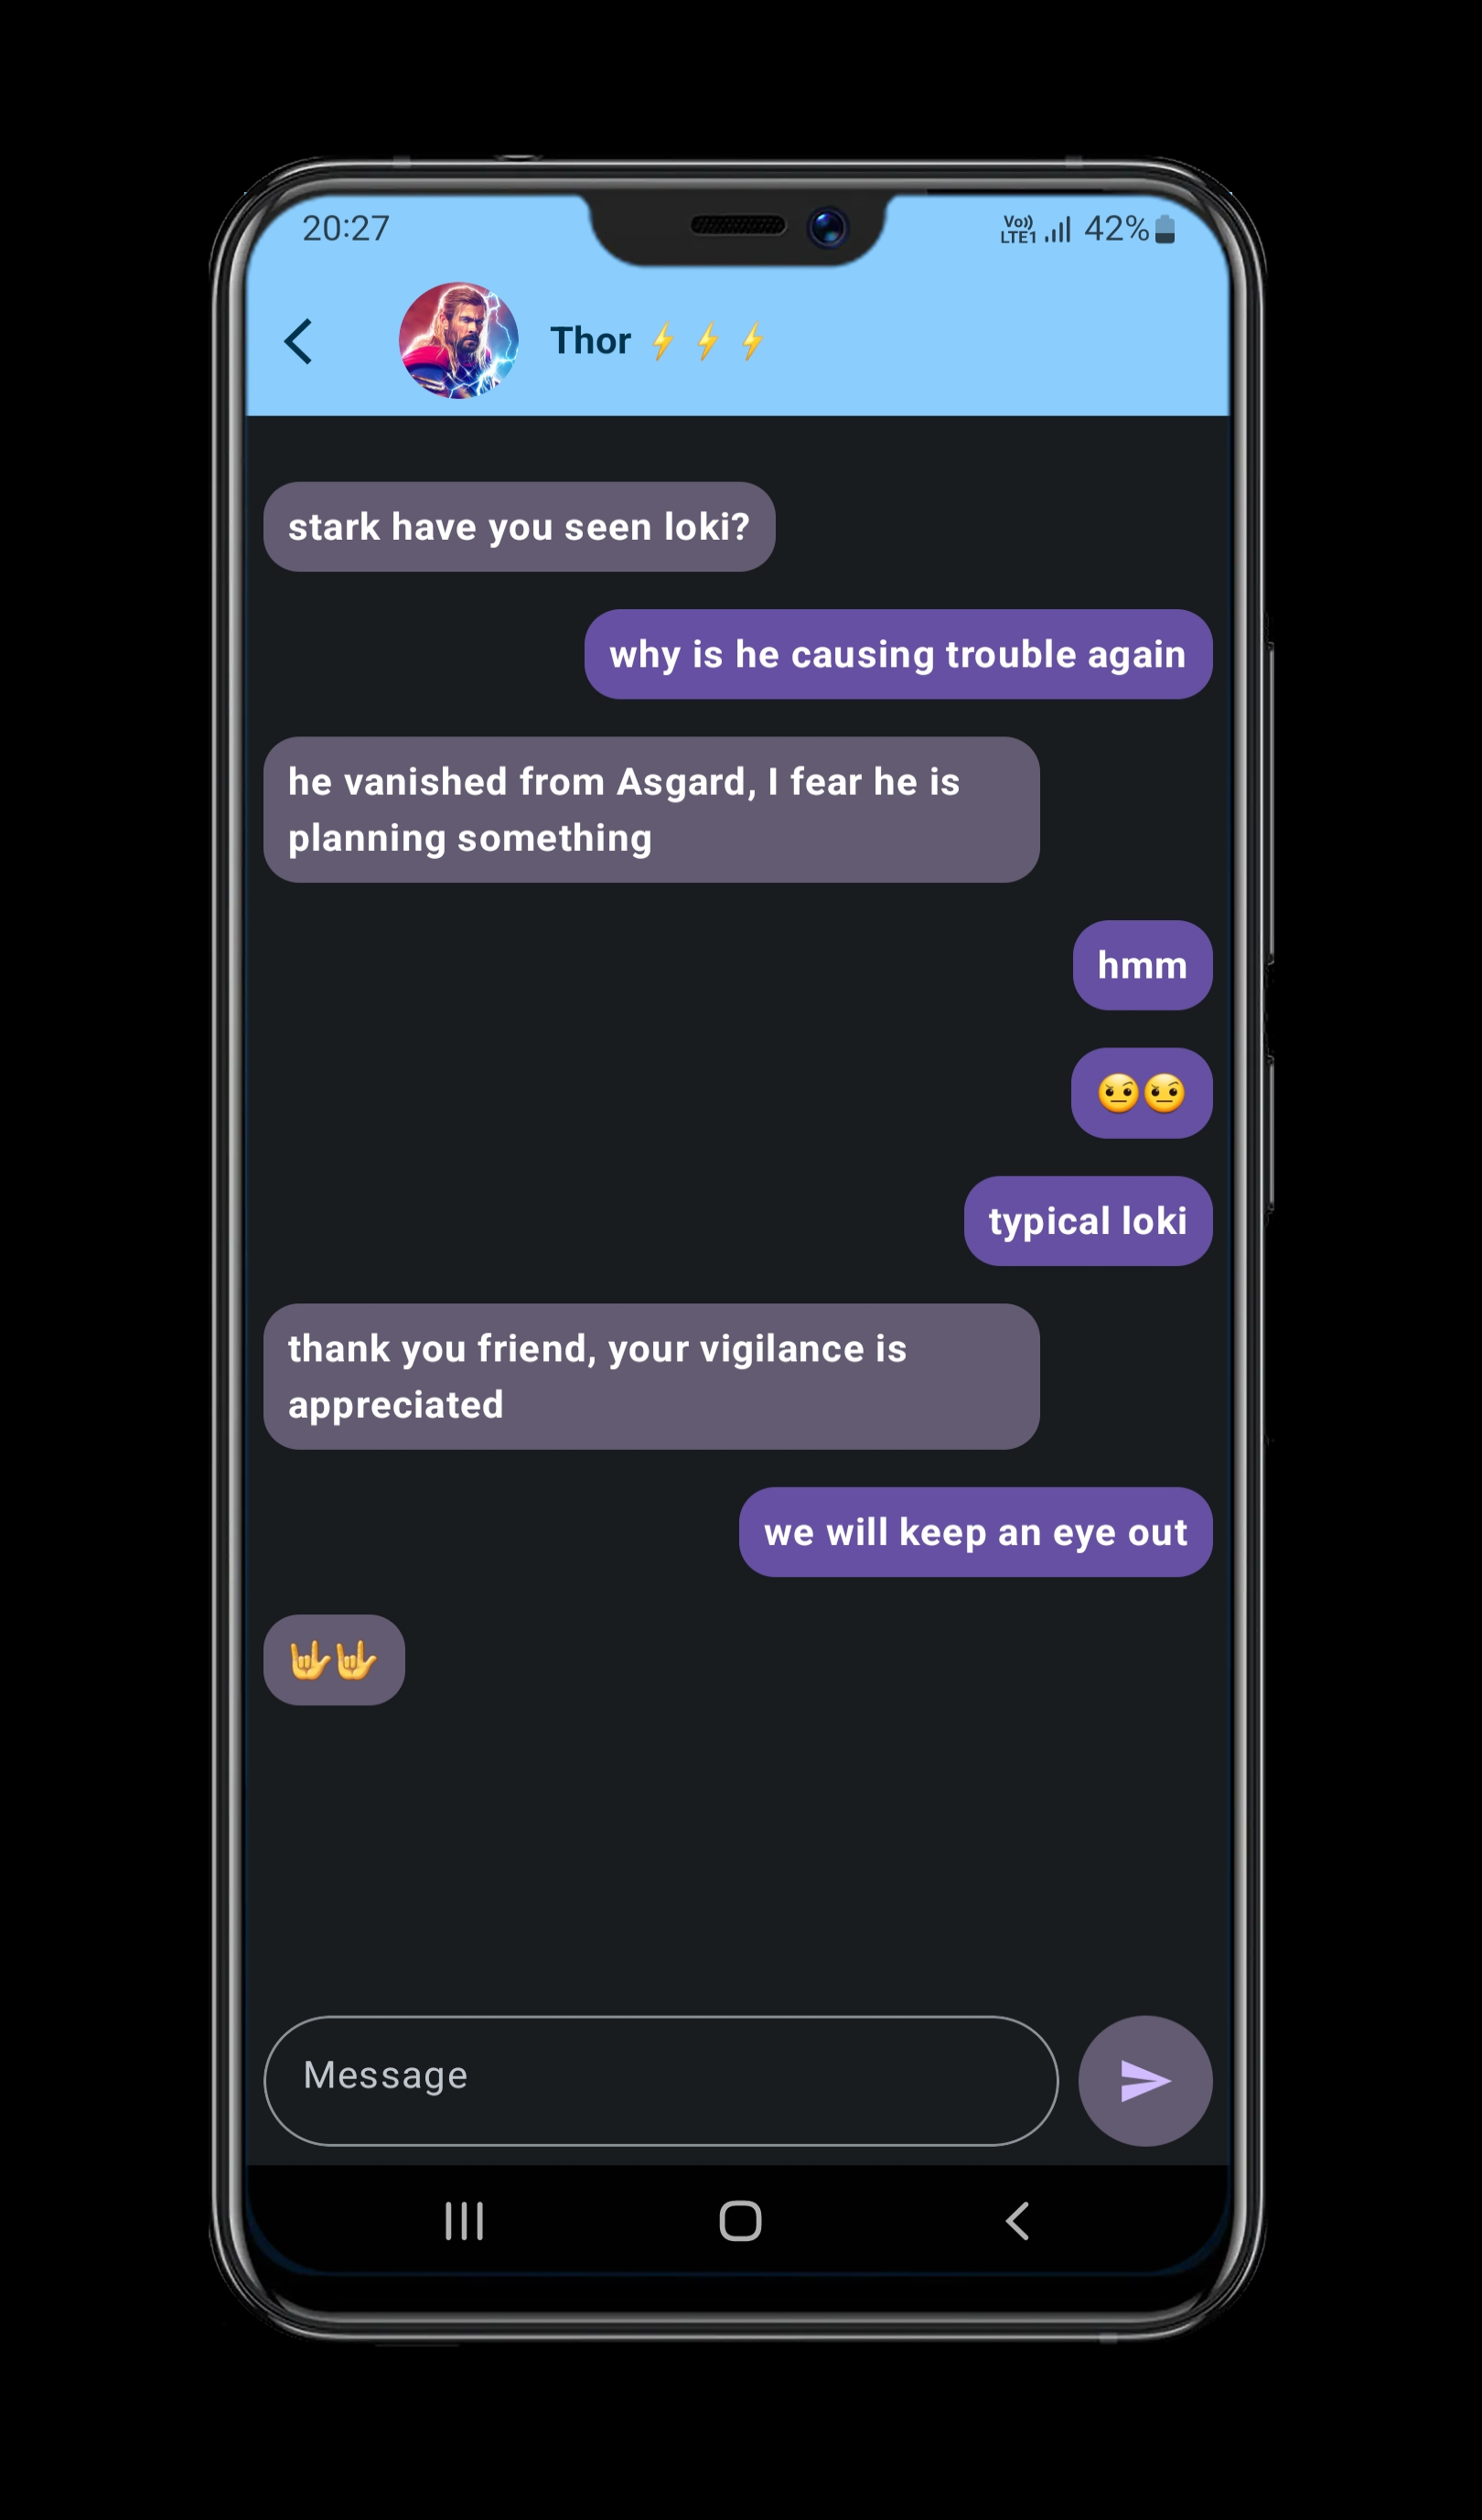 20:27
Vo)) LTE1 42%
Thor ⚡⚡⚡
stark have you seen loki?
why is he causing trouble again
he vanished from Asgard, I fear he is
planning something
hmm
🤨🤨
typical loki
thank you friend, your vigilance is
appreciated
we will keep an eye out
🤟🤟
Message